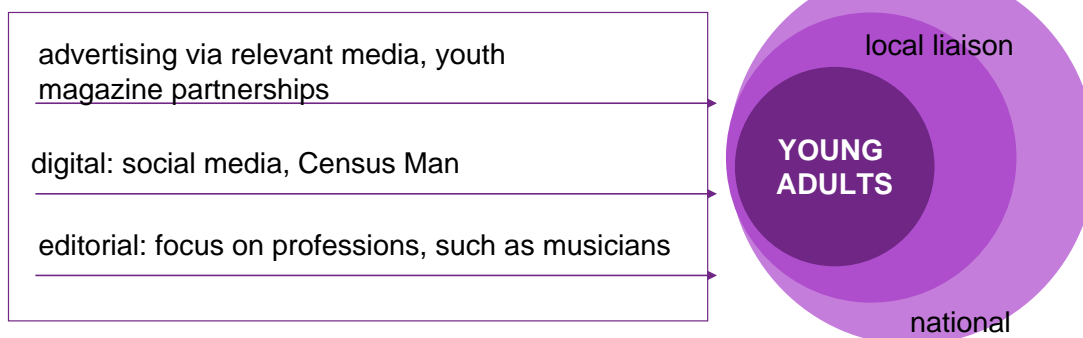 advertising via relevant media, youth
magazine partnerships
digital: social media, Census Man
editorial: focus on professions, such as musicians
local liaison
YOUNG
ADULTS
national